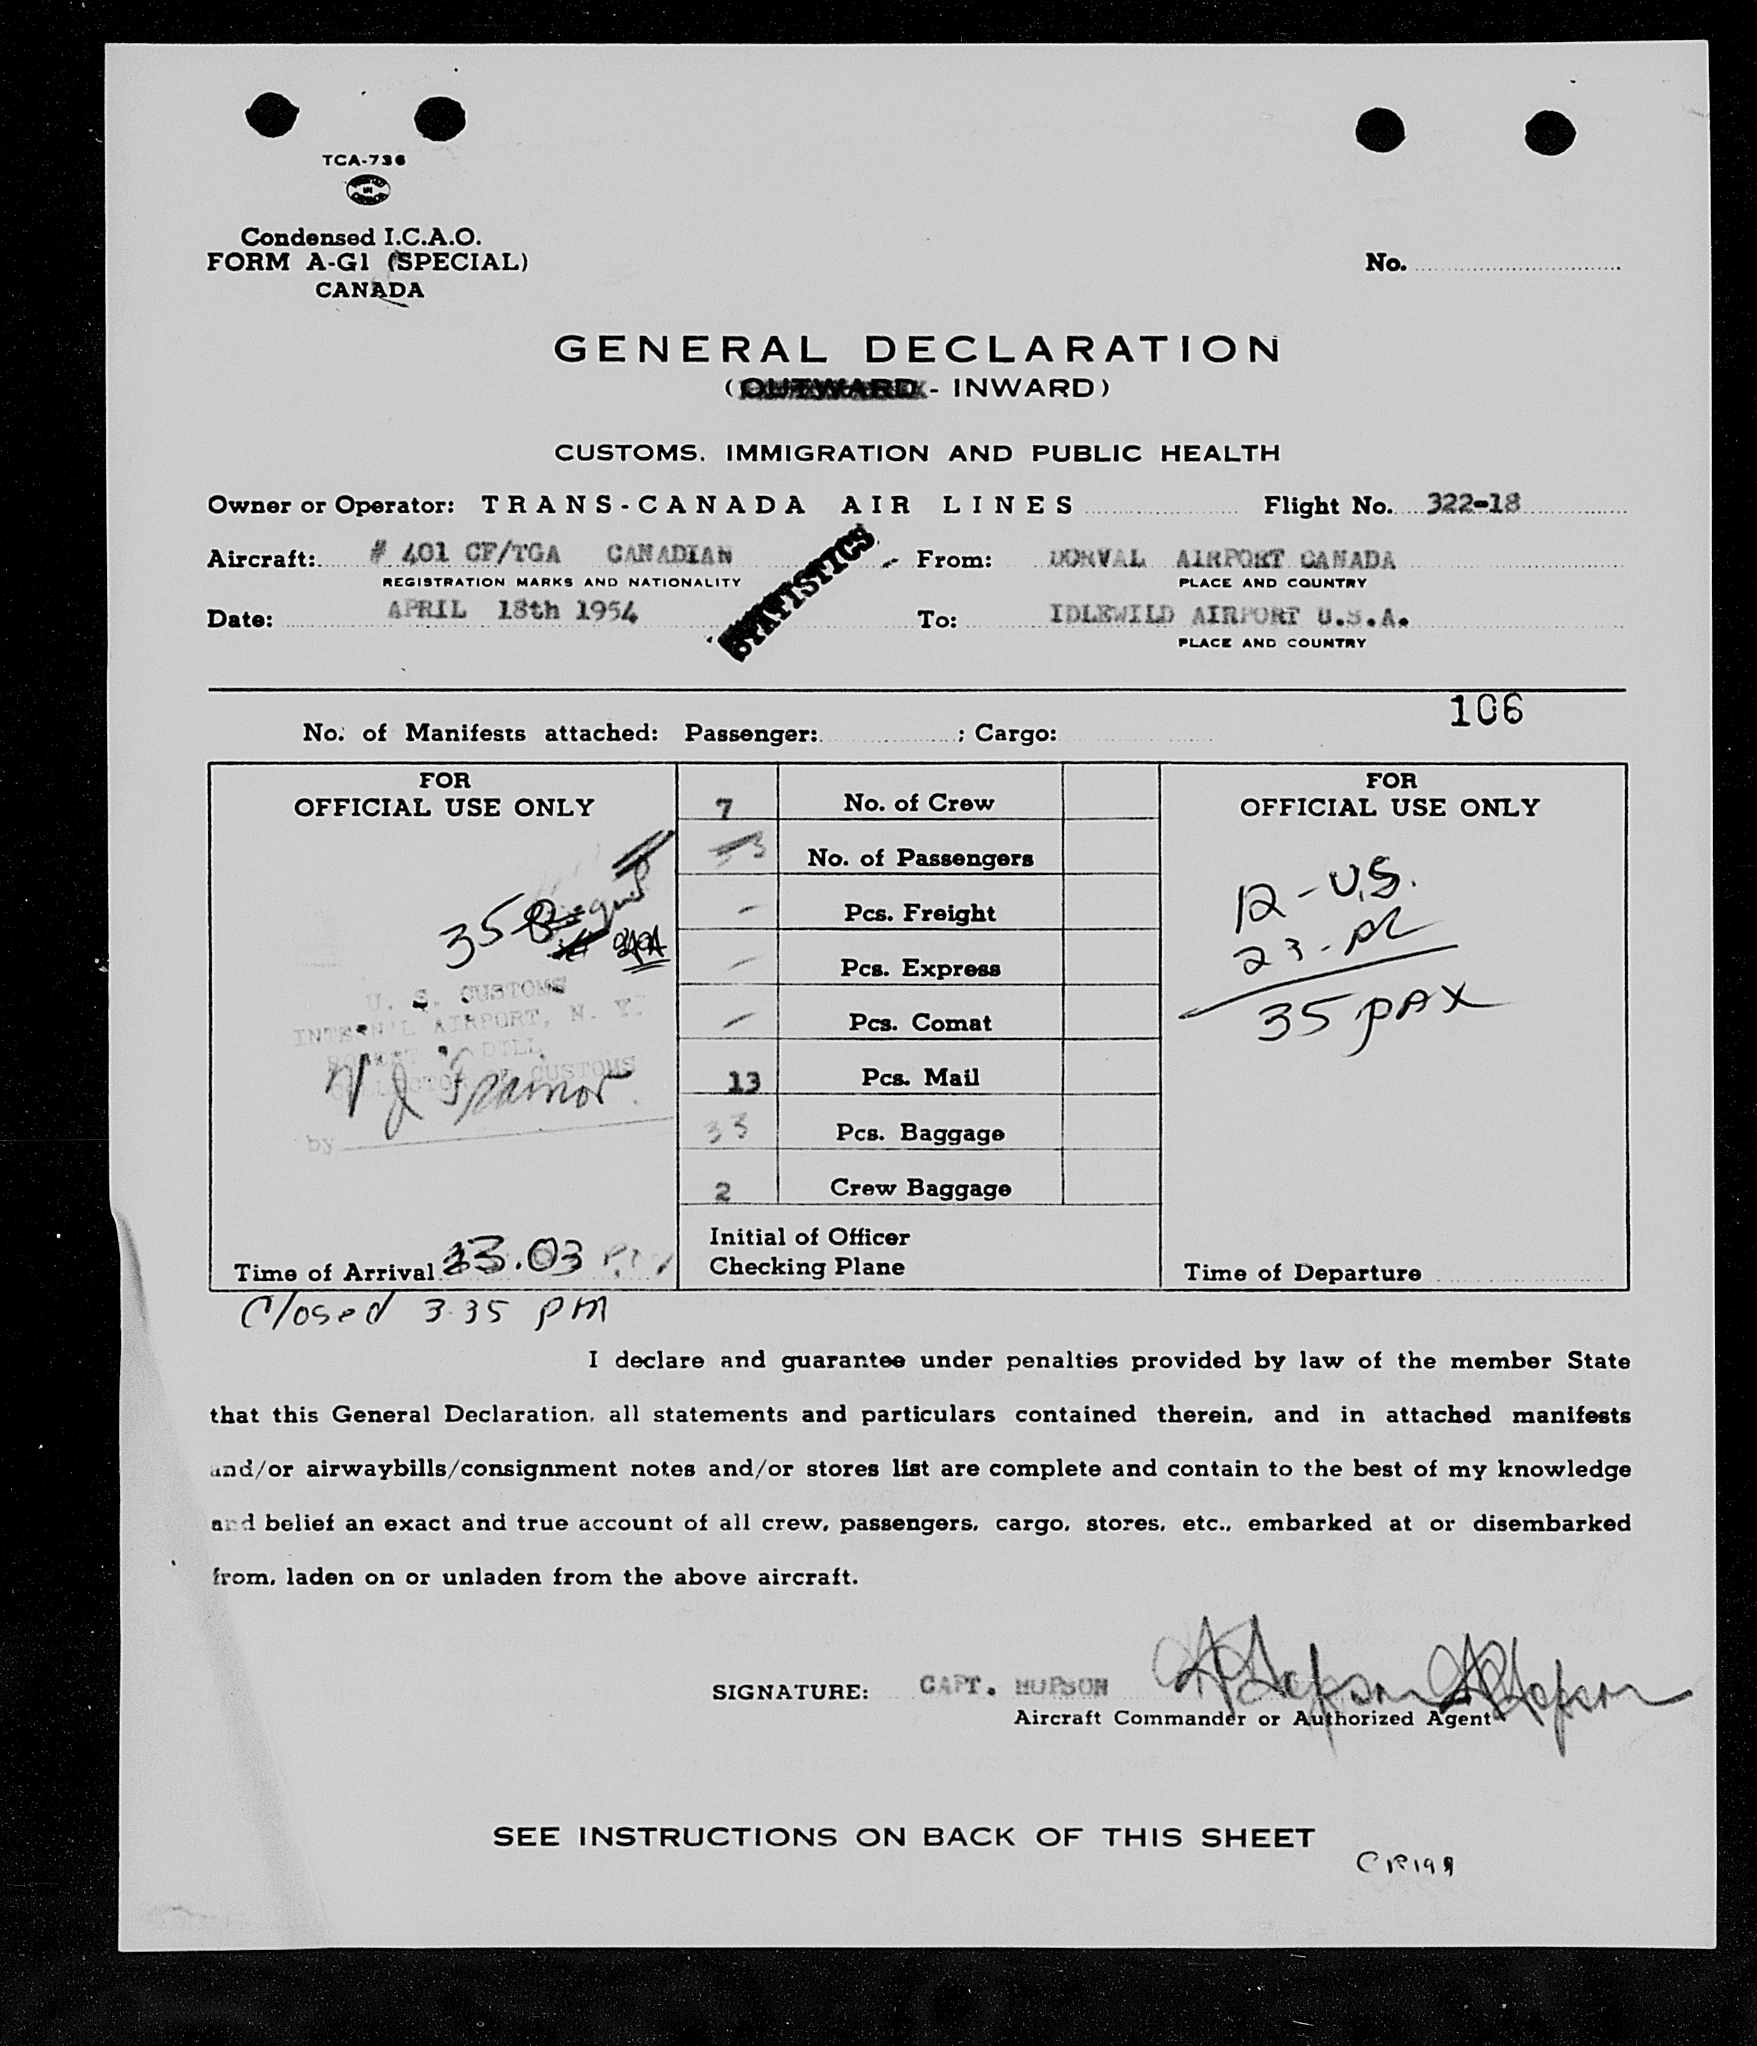 TCA-736
Condensed I.C.A.O.
FORM A-G1 (SPECIAL)
CANADA
No.
GENERAL DECLARATION
(OUTWARD - INWARD)
CUSTOMS, IMMIGRATION AND PUBLIC HEALTH
Owner or Operator: TRANS-CANADA AIR LINES Flight No. 322-18
Aircraft: # 401 CF/TGA CANADIAN From: DORVAL AIRPORT CANADA
REGISTRATION MARKS AND NATIONALITY PLACE AND COUNTRY
STATISTICS
Date: APRIL 18th 1954 To: IDLEWILD AIRPORT U.S.A.
PLACE AND COUNTRY
106
No. of Manifests attached: Passenger: ; Cargo:
FOR
OFFICIAL USE ONLY
35
U. S. CUSTOMS
INTERN'L AIRPORT, N. Y.
ROBERT DILL
COLLECTOR OF CUSTOMS
by
Time of Arrival 3.03 PM
Closed 3.35 PM
7 No. of Crew
No. of Passengers
- Pcs. Freight
- Pcs. Express
- Pcs. Comat
13 Pcs. Mail
Pcs. Baggage
2 Crew Baggage
Initial of Officer
Checking Plane
FOR
OFFICIAL USE ONLY
12 - U.S.
23 -
35 pax
Time of Departure
I declare and guarantee under penalties provided by law of the member State
that this General Declaration, all statements and particulars contained therein, and in attached manifests
and/or airwaybills/consignment notes and/or stores list are complete and contain to the best of my knowledge
and belief an exact and true account of all crew, passengers, cargo, stores, etc., embarked at or disembarked
from, laden on or unladen from the above aircraft.
SIGNATURE: CAPT. HOPSON
Aircraft Commander or Authorized Agent
SEE INSTRUCTIONS ON BACK OF THIS SHEET